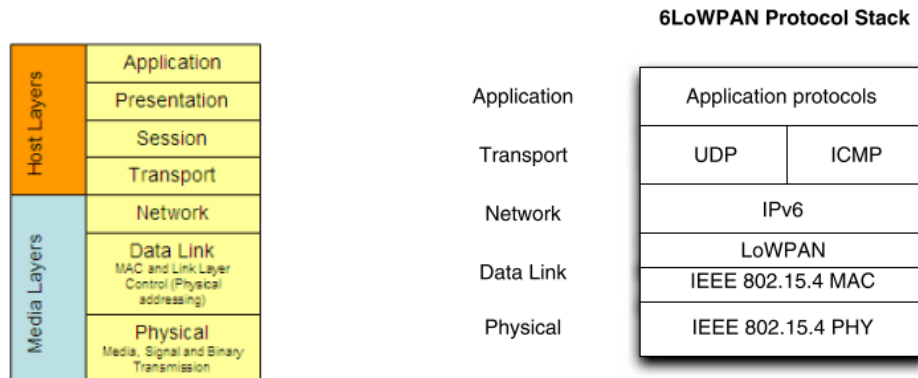 6LoWPAN Protocol Stack
Host Layers
Application
Presentation
Session
Transport
Media Layers
Network
Data Link
MAC and Link Layer
Control (Physical
addressing)
Physical
Media, Signal and Binary
Transmission
Application
Application protocols
Transport
UDP
ICMP
Network
IPv6
Data Link
LoWPAN
IEEE 802.15.4 MAC
Physical
IEEE 802.15.4 PHY